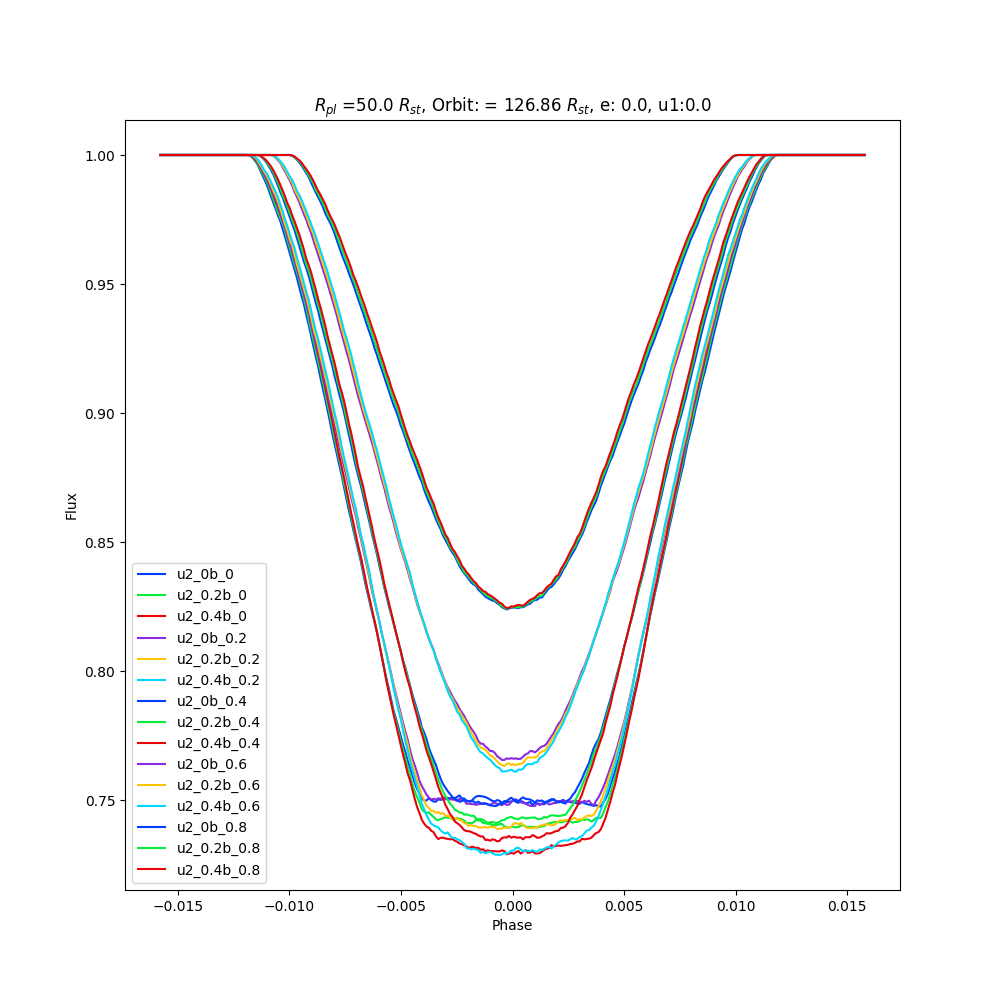 R_pl =50.0 R_st, Orbit: = 126.86 R_st, e: 0.0, u1:0.0
1.00
0.95
0.90
0.85
0.80
0.75
Flux
u2_0b_0
u2_0.2b_0
u2_0.4b_0
u2_0b_0.2
u2_0.2b_0.2
u2_0.4b_0.2
u2_0b_0.4
u2_0.2b_0.4
u2_0.4b_0.4
u2_0b_0.6
u2_0.2b_0.6
u2_0.4b_0.6
u2_0b_0.8
u2_0.2b_0.8
u2_0.4b_0.8
−0.015 −0.010 −0.005 0.000 0.005 0.010 0.015
Phase